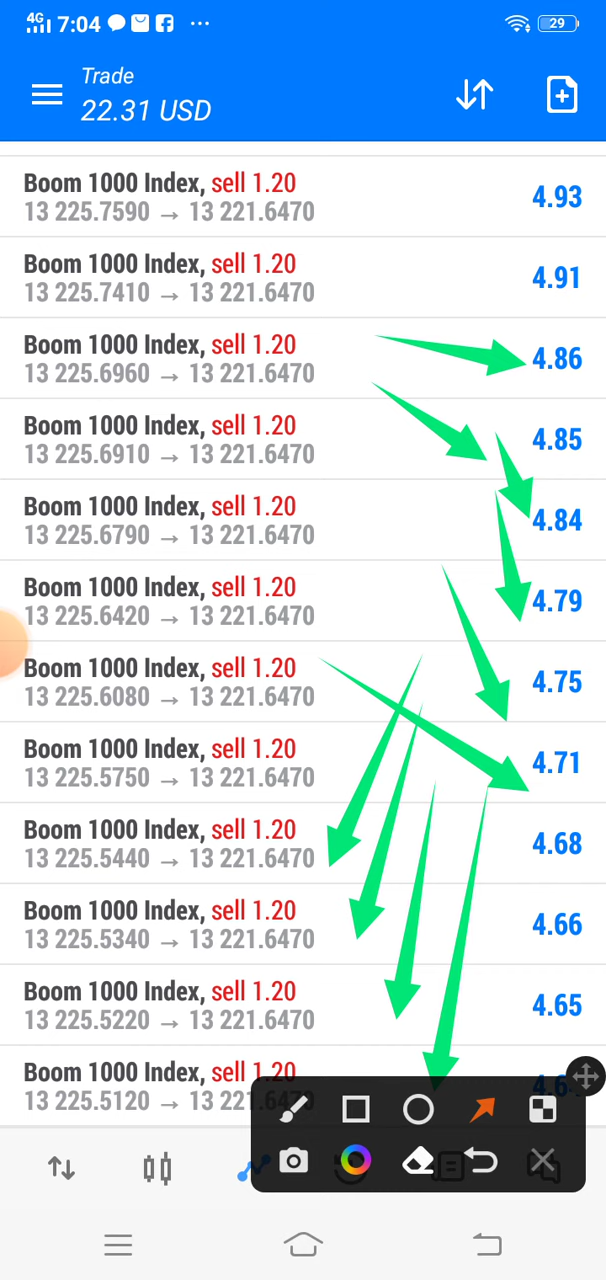 4G 7:04 29
Trade
22.31 USD
Boom 1000 Index, sell 1.20
13 225.7590 → 13 221.6470
4.93
Boom 1000 Index, sell 1.20
13 225.7410 → 13 221.6470
4.91
Boom 1000 Index, sell 1.20
13 225.6960 → 13 221.6470
4.86
Boom 1000 Index, sell 1.20
13 225.6910 → 13 221.6470
4.85
Boom 1000 Index, sell 1.20
13 225.6790 → 13 221.6470
4.84
Boom 1000 Index, sell 1.20
13 225.6420 → 13 221.6470
4.79
Boom 1000 Index, sell 1.20
13 225.6080 → 13 221.6470
4.75
Boom 1000 Index, sell 1.20
13 225.5750 → 13 221.6470
4.71
Boom 1000 Index, sell 1.20
13 225.5440 → 13 221.6470
4.68
Boom 1000 Index, sell 1.20
13 225.5340 → 13 221.6470
4.66
Boom 1000 Index, sell 1.20
13 225.5220 → 13 221.6470
4.65
Boom 1000 Index, sell 1.20
13 225.5120 → 13 221.6470